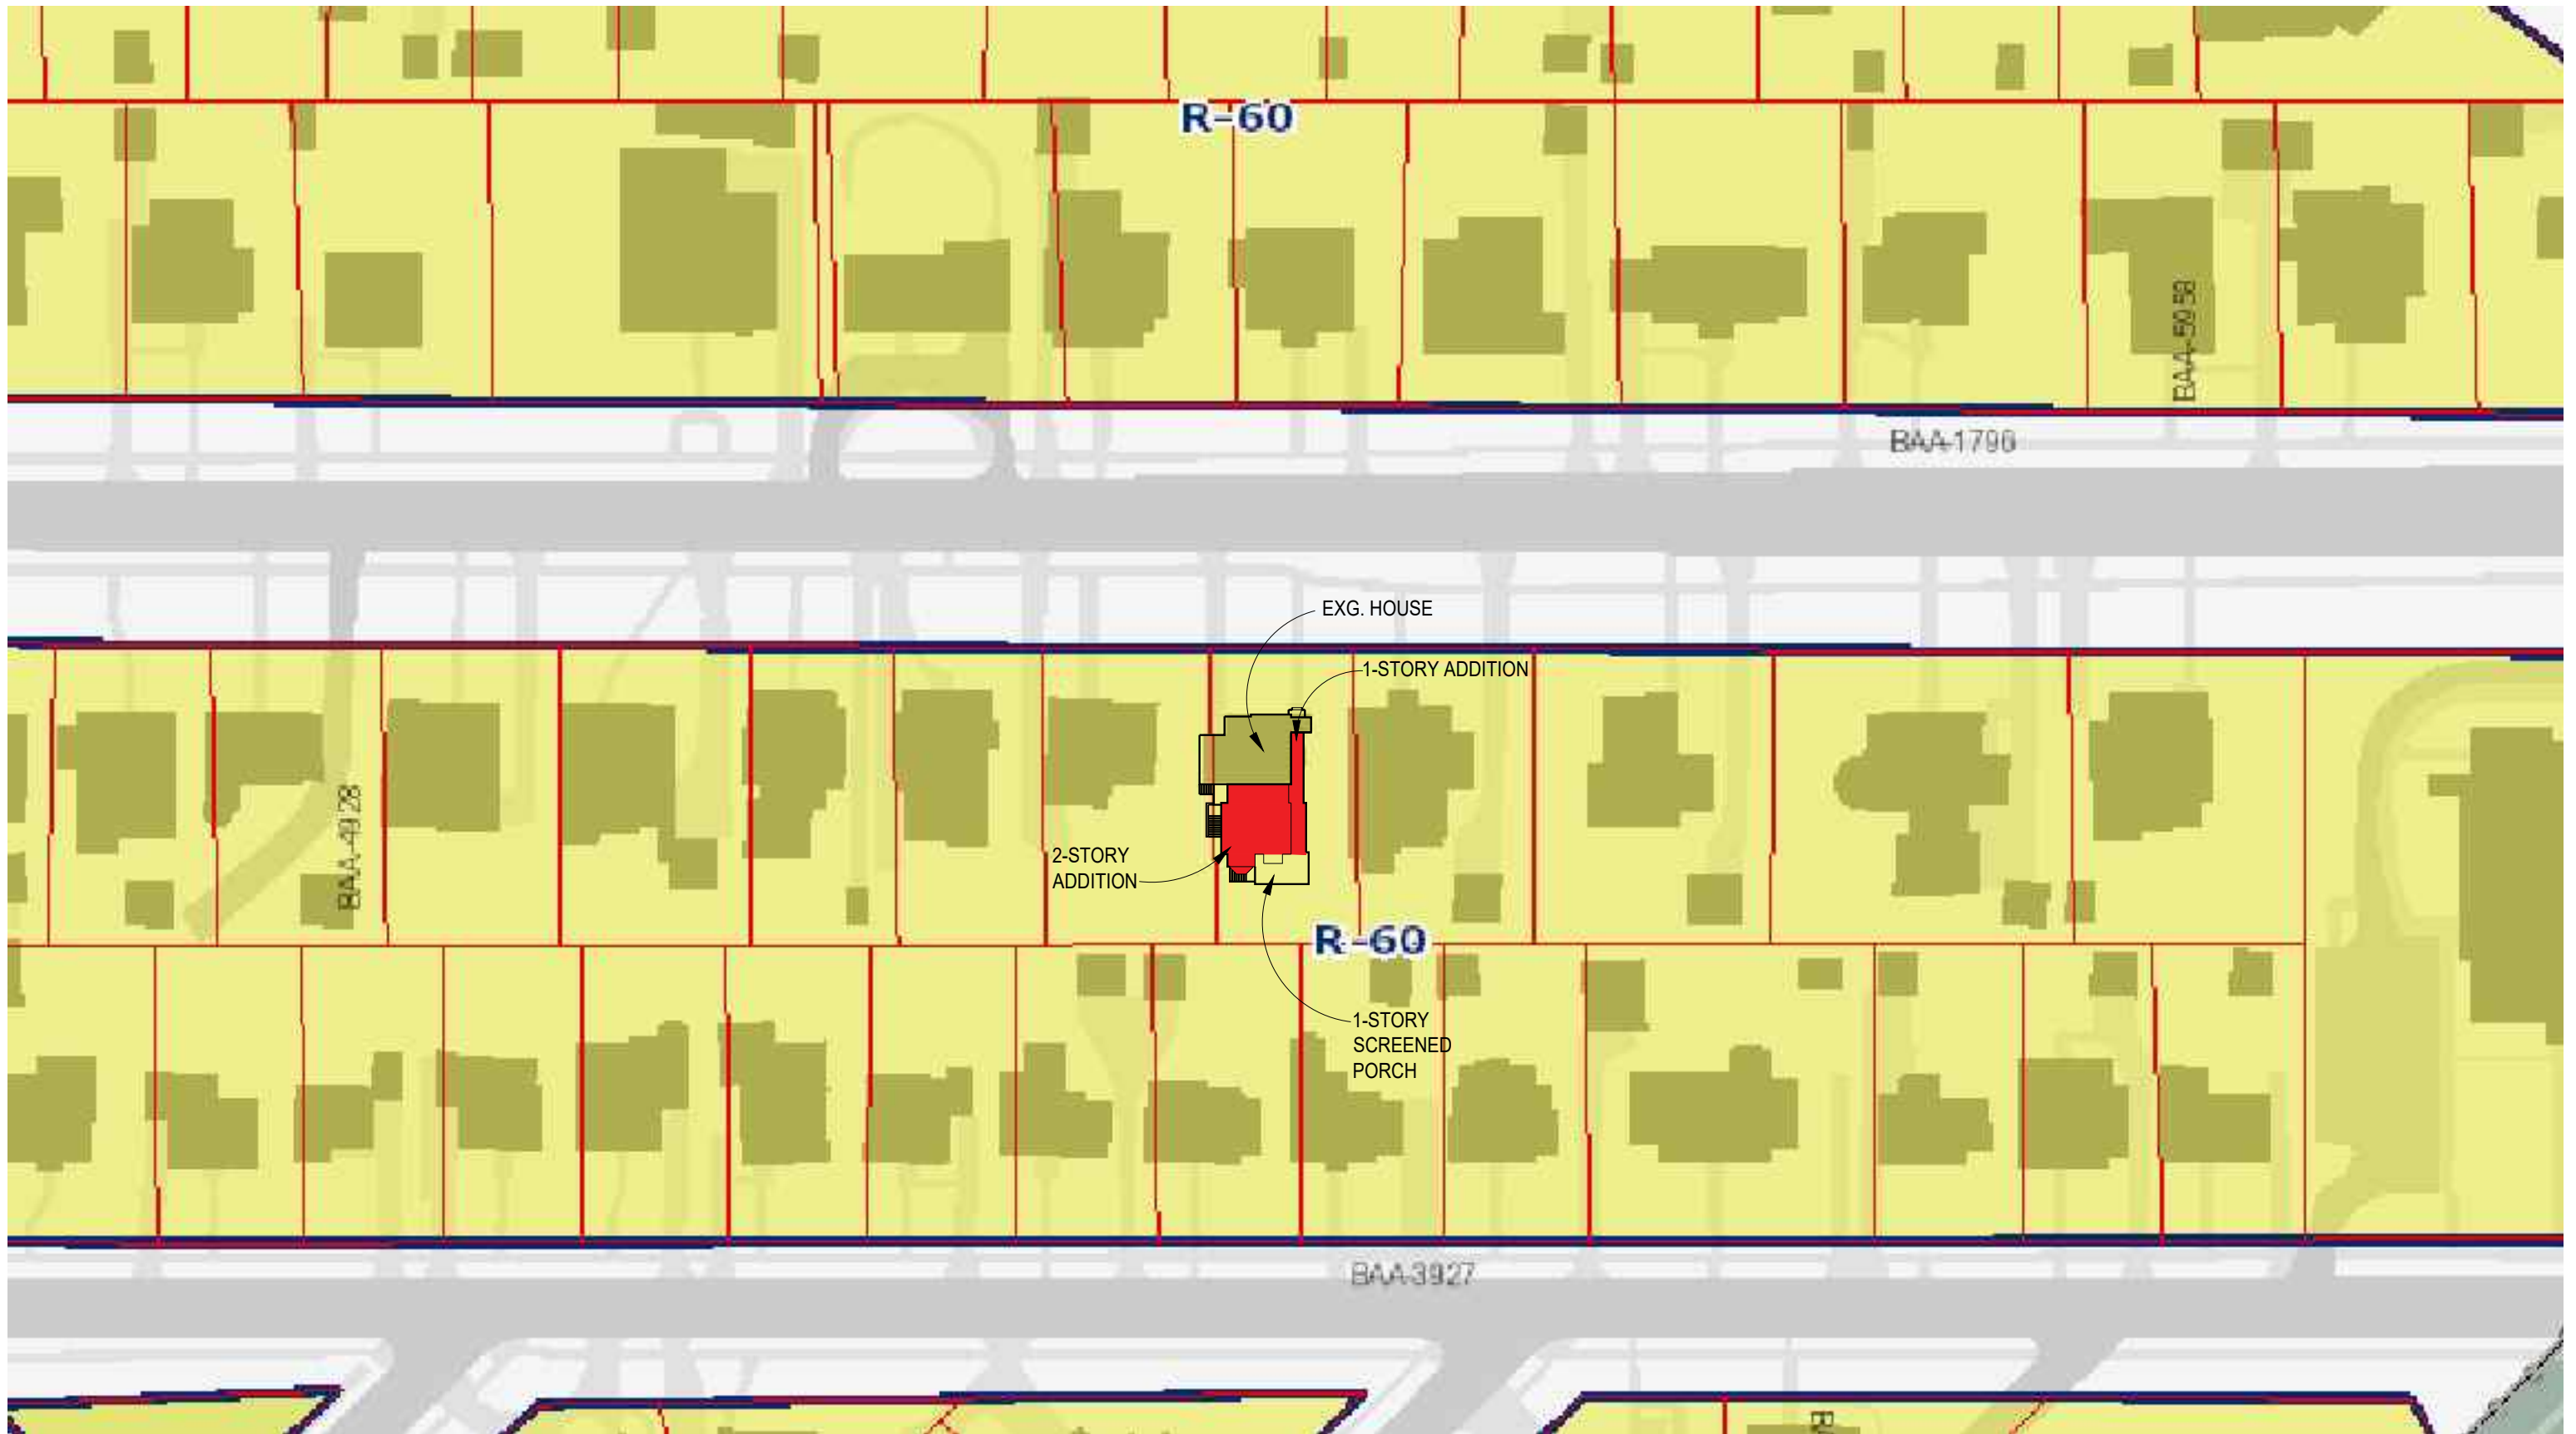 R-60
BAA-5958
BAA-1796
EXG. HOUSE
1-STORY ADDITION
BAA-4928
2-STORY
ADDITION
R-60
1-STORY
SCREENED
PORCH
BAA-3927